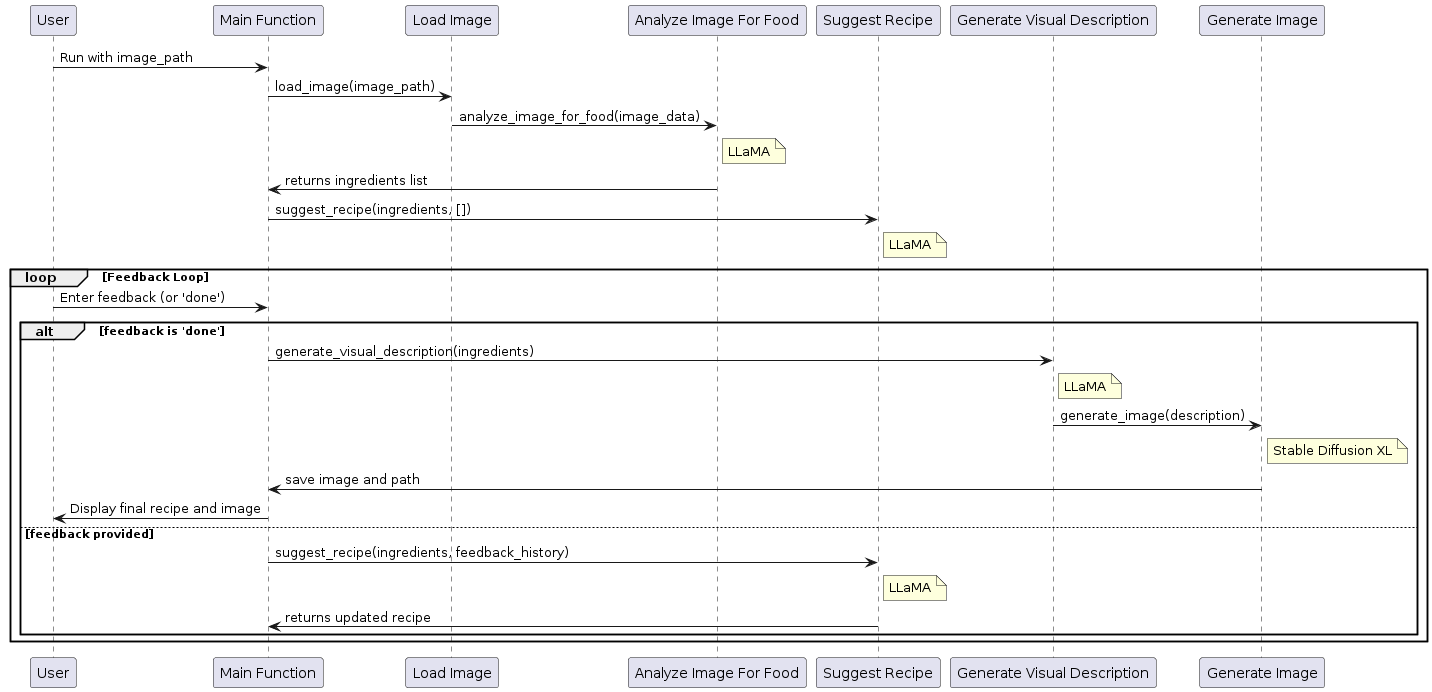 User Main Function Load Image Analyze Image For Food Suggest Recipe Generate Visual Description Generate Image
Run with image_path
load_image(image_path)
analyze_image_for_food(image_data)
LLaMA
returns ingredients list
suggest_recipe(ingredients, [])
LLaMA
loop [Feedback Loop]
Enter feedback (or 'done')
alt [feedback is 'done']
generate_visual_description(ingredients)
LLaMA
generate_image(description)
Stable Diffusion XL
save image and path
Display final recipe and image
[feedback provided]
suggest_recipe(ingredients, feedback_history)
LLaMA
returns updated recipe
User Main Function Load Image Analyze Image For Food Suggest Recipe Generate Visual Description Generate Image